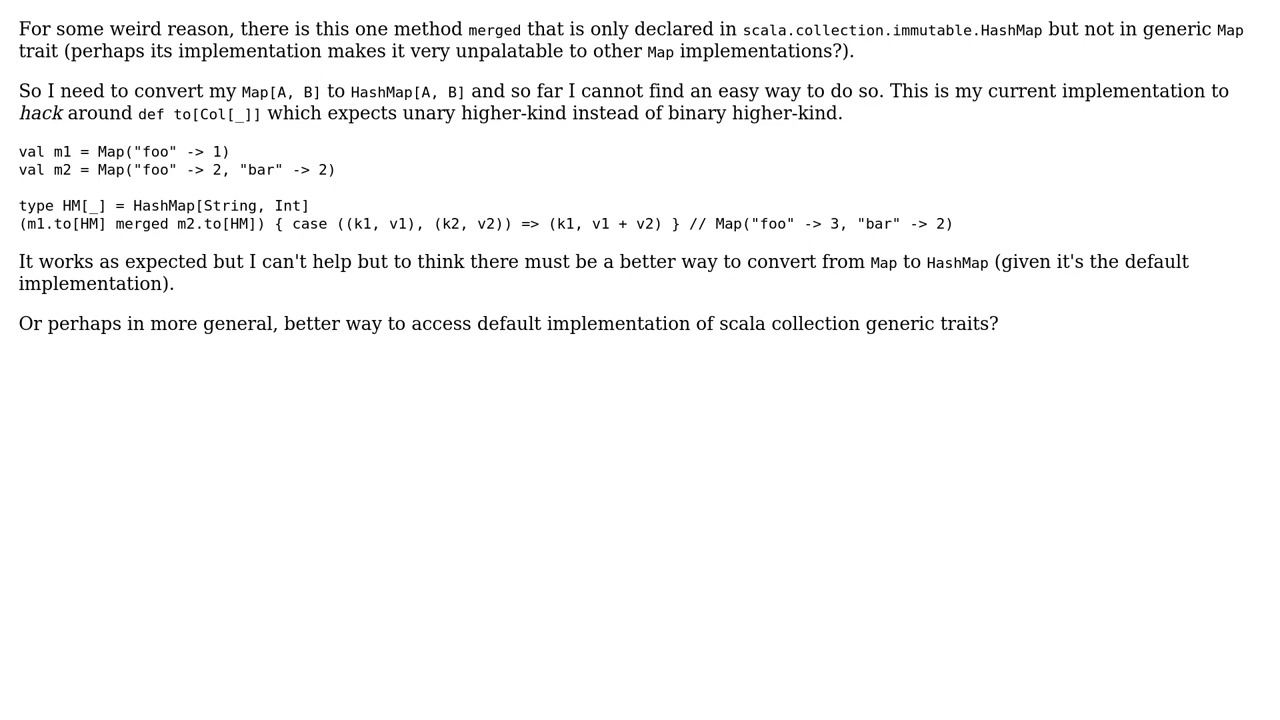 For some weird reason, there is this one method merged that is only declared in scala.collection.immutable.HashMap but not in generic Map
trait (perhaps its implementation makes it very unpalatable to other Map implementations?).
So I need to convert my Map[A, B] to HashMap[A, B] and so far I cannot find an easy way to do so. This is my current implementation to
hack around def to[Col[_]] which expects unary higher-kind instead of binary higher-kind.
val m1 = Map("foo" -> 1)
val m2 = Map("foo" -> 2, "bar" -> 2)
type HM[_] = HashMap[String, Int]
(m1.to[HM] merged m2.to[HM]) { case ((k1, v1), (k2, v2)) => (k1, v1 + v2) } // Map("foo" -> 3, "bar" -> 2)
It works as expected but I can't help but to think there must be a better way to convert from Map to HashMap (given it's the default
implementation).
Or perhaps in more general, better way to access default implementation of scala collection generic traits?